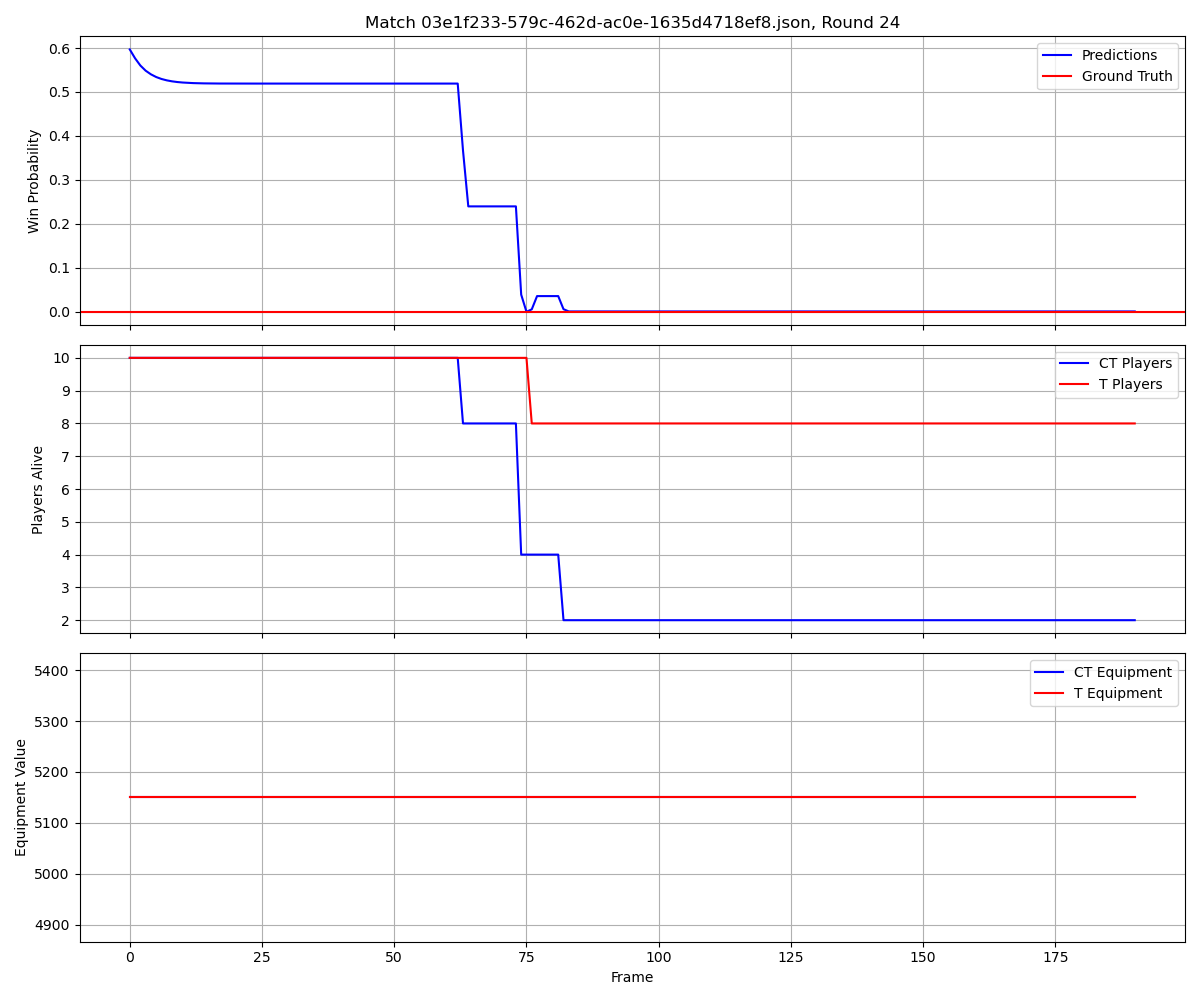 Match 03e1f233-579c-462d-ac0e-1635d4718ef8.json, Round 24
Win Probability
0.6
0.5
0.4
0.3
0.2
0.1
0.0
Predictions
Ground Truth
Players Alive
10
9
8
7
6
5
4
3
2
CT Players
T Players
Equipment Value
5400
5300
5200
5100
5000
4900
CT Equipment
T Equipment
0 25 50 75 100 125 150 175
Frame